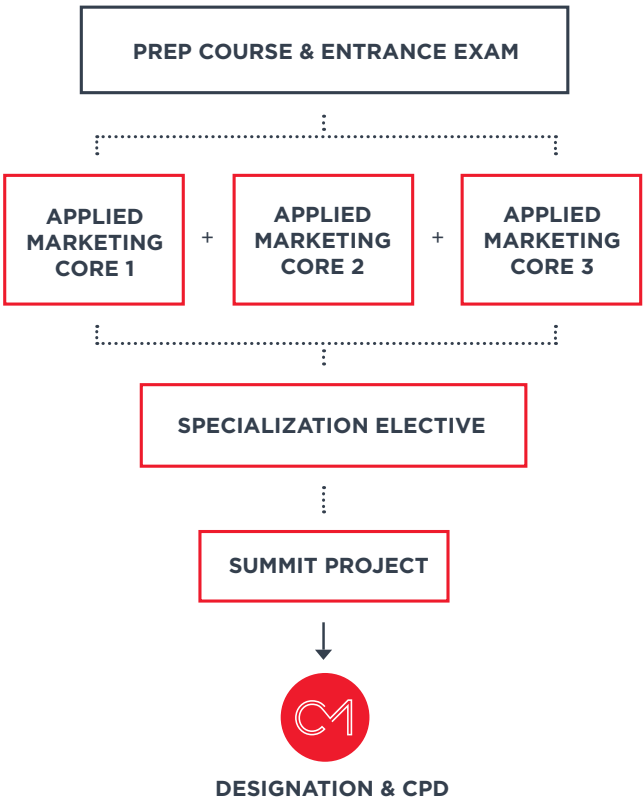 PREP COURSE & ENTRANCE EXAM
APPLIED
MARKETING
CORE 1
+
APPLIED
MARKETING
CORE 2
+
APPLIED
MARKETING
CORE 3
SPECIALIZATION ELECTIVE
SUMMIT PROJECT
CM
DESIGNATION & CPD